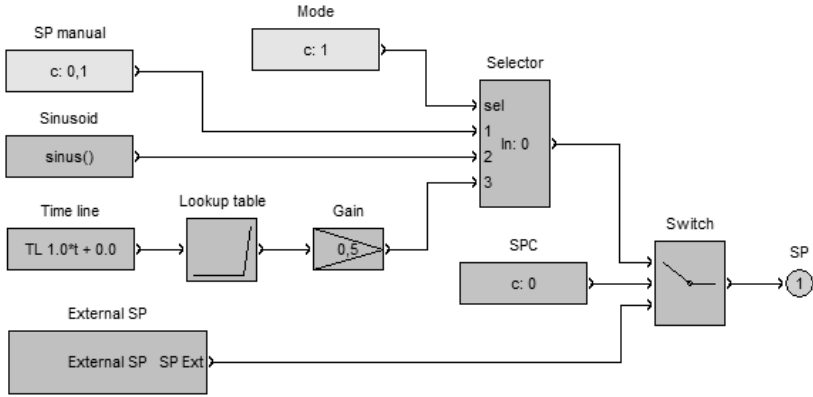 Mode
c: 1
SP manual
c: 0,1
Selector
sel
1
In: 0
2
3
Sinusoid
sinus()
Time line
TL 1.0*t + 0.0
Lookup table
Gain
0,5
SPC
c: 0
Switch
SP
1
External SP
External SP SP Ext